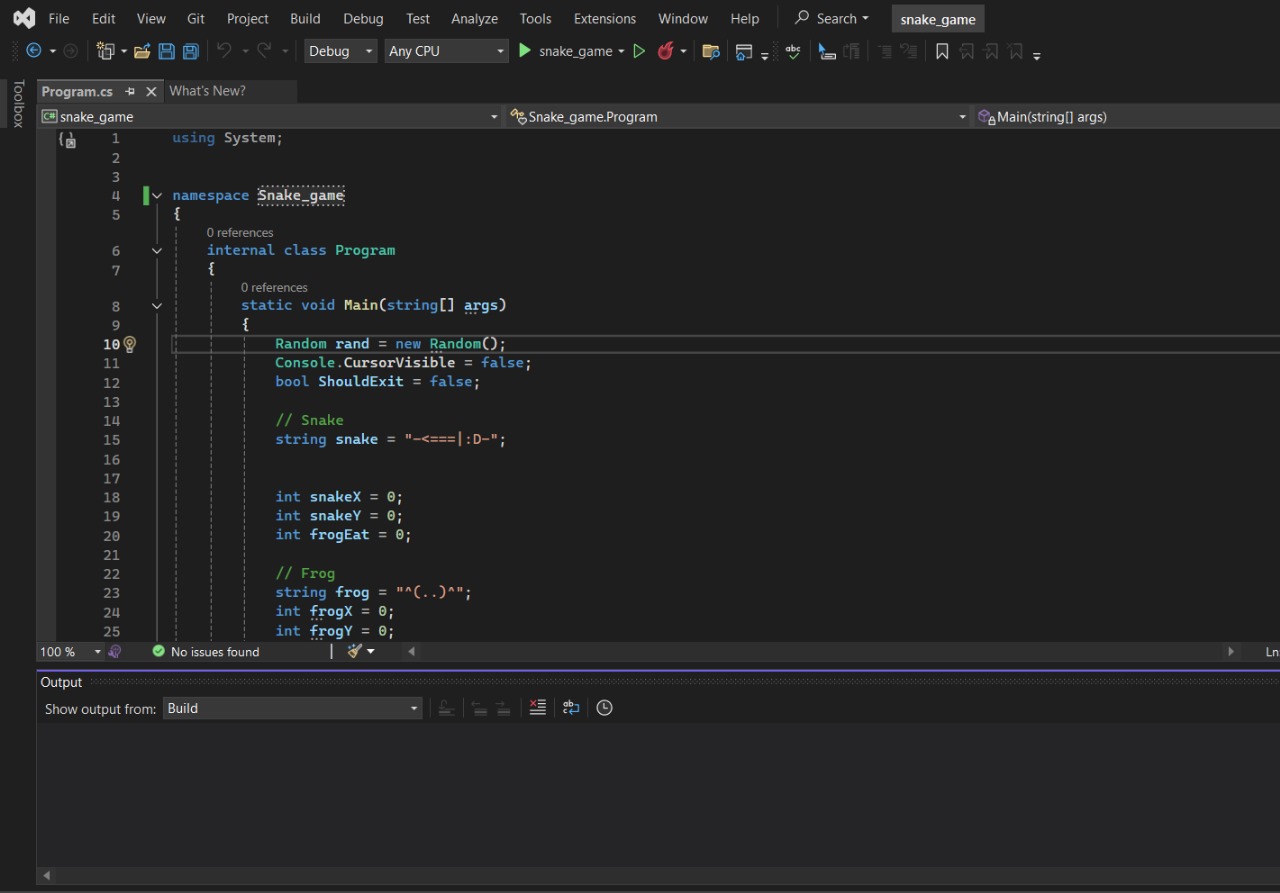 File Edit View Git Project Build Debug Test Analyze Tools Extensions Window Help Search snake_game
Debug Any CPU snake_game
Toolbox
Program.cs What's New?
C# snake_game Snake_game.Program Main(string[] args)
1 using System;
2
3
4 namespace Snake_game
5 {
0 references
6 internal class Program
7 {
0 references
8 static void Main(string[] args)
9 {
10 Random rand = new Random();
11 Console.CursorVisible = false;
12 bool ShouldExit = false;
13
14 // Snake
15 string snake = "-<===|:D-";
16
17
18 int snakeX = 0;
19 int snakeY = 0;
20 int frogEat = 0;
21
22 // Frog
23 string frog = "^(..)^";
24 int frogX = 0;
25 int frogY = 0;
100 % No issues found Ln
Output
Show output from: Build